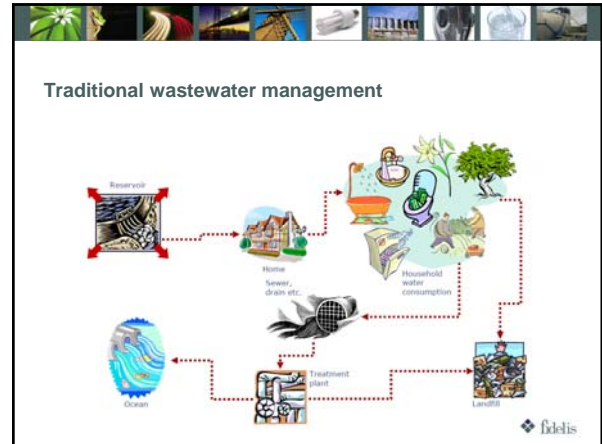 Traditional wastewater management
Reservoir
Home
Household
water
consumption
Sewer,
drain etc.
Treatment
plant
Ocean
Landfill
fidelis